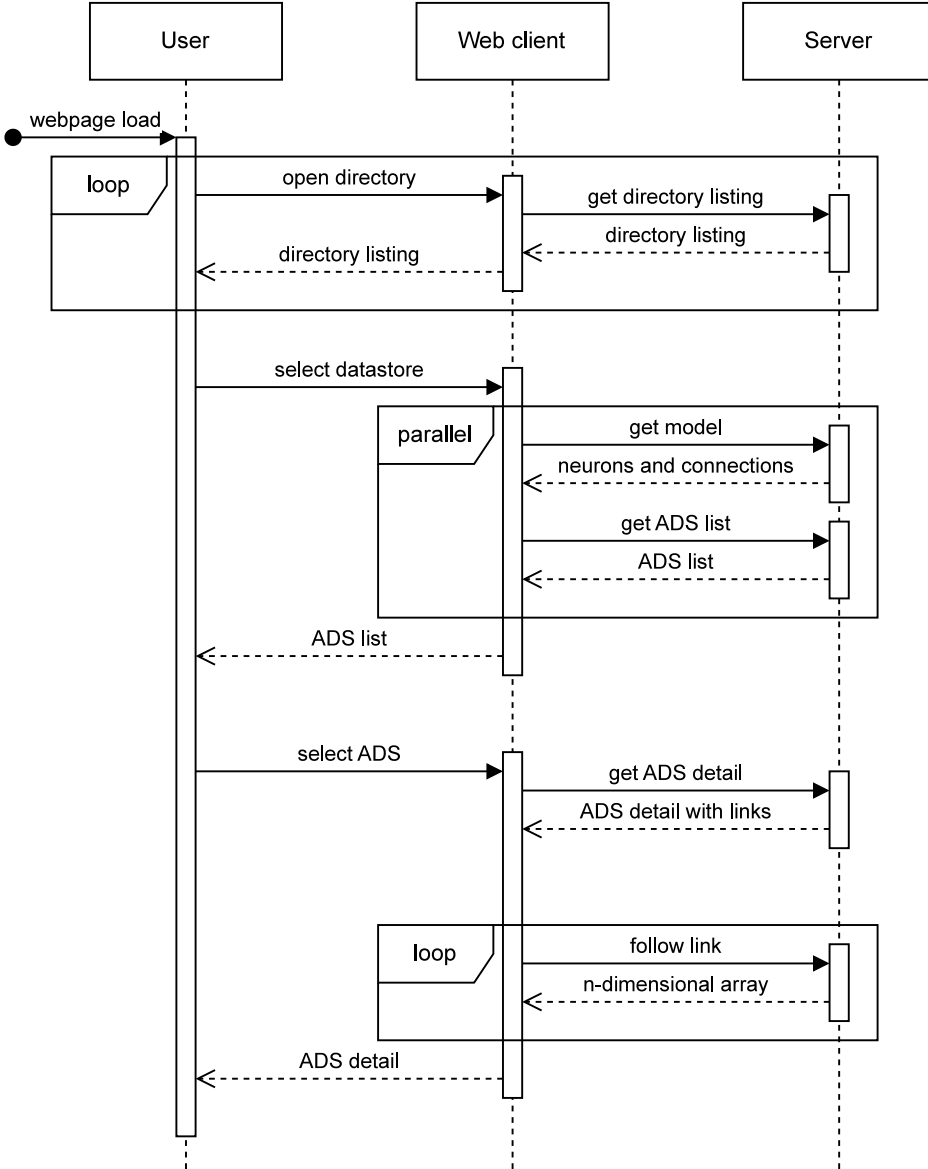 User
Web client
Server
webpage load
loop
open directory
get directory listing
directory listing
directory listing
select datastore
parallel
get model
neurons and connections
get ADS list
ADS list
ADS list
select ADS
get ADS detail
ADS detail with links
loop
follow link
n-dimensional array
ADS detail